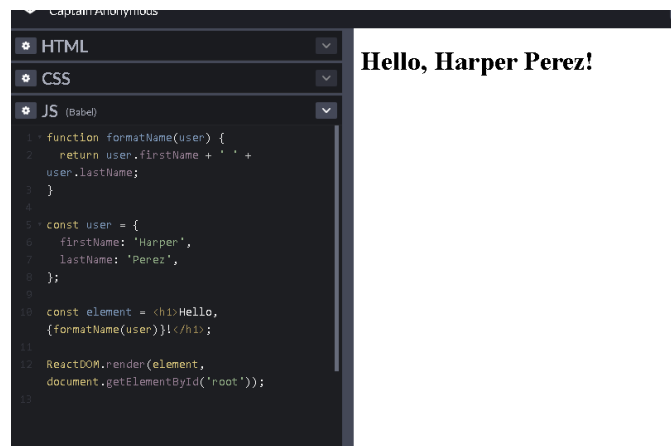 Captain Anonymous
HTML
CSS
JS (Babel)
1 function formatName(user) {
2 return user.firstName + ' ' +
user.lastName;
3 }
4
5 const user = {
6 firstName: 'Harper',
7 lastName: 'Perez',
8 };
9
10 const element = <h1>Hello,
{formatName(user)}!</h1>;
11
12 ReactDOM.render(element,
document.getElementById('root'));
13
Hello, Harper Perez!